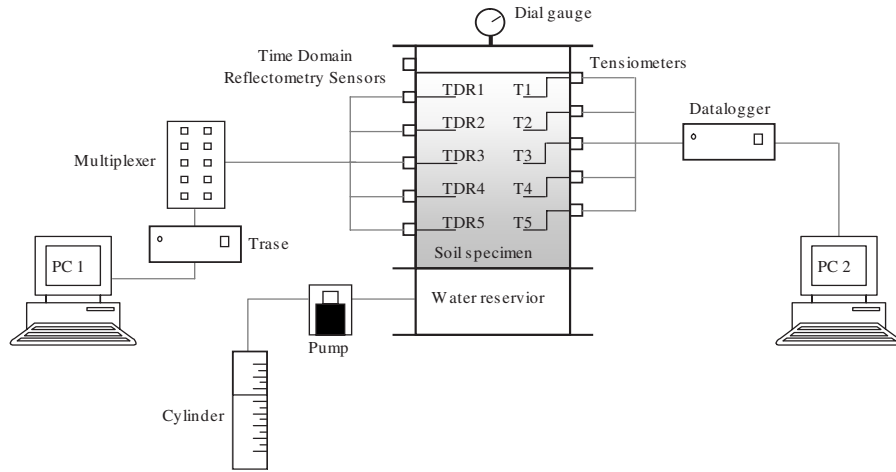 Dial gauge
Time Domain
Reflectometry Sensors
Tensiometers
TDR1 T1
TDR2 T2
TDR3 T3
TDR4 T4
TDR5 T5
Soil specimen
Datalogger
Multiplexer
Trase
PC 1
PC 2
Water reservior
Pump
Cylinder